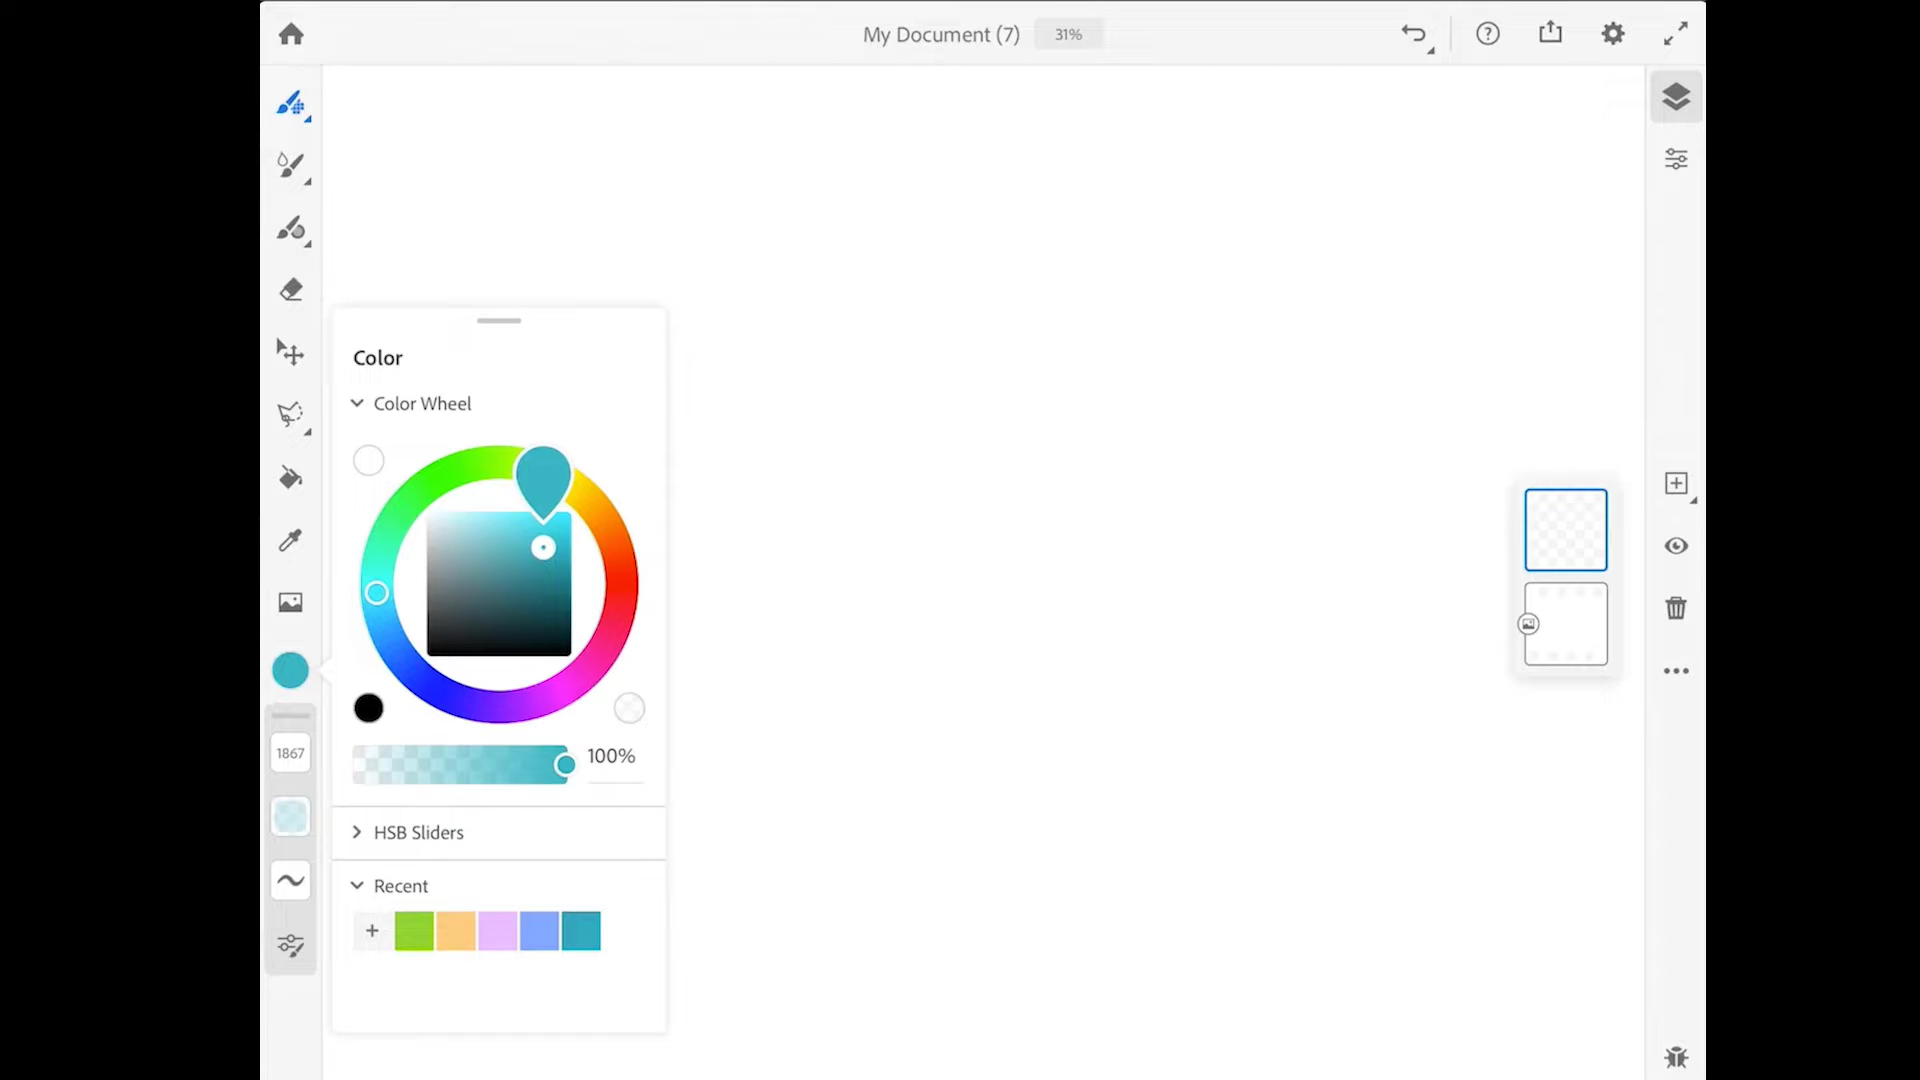 My Document (7) 31%
Color
Color Wheel
100%
HSB Sliders
Recent
1867